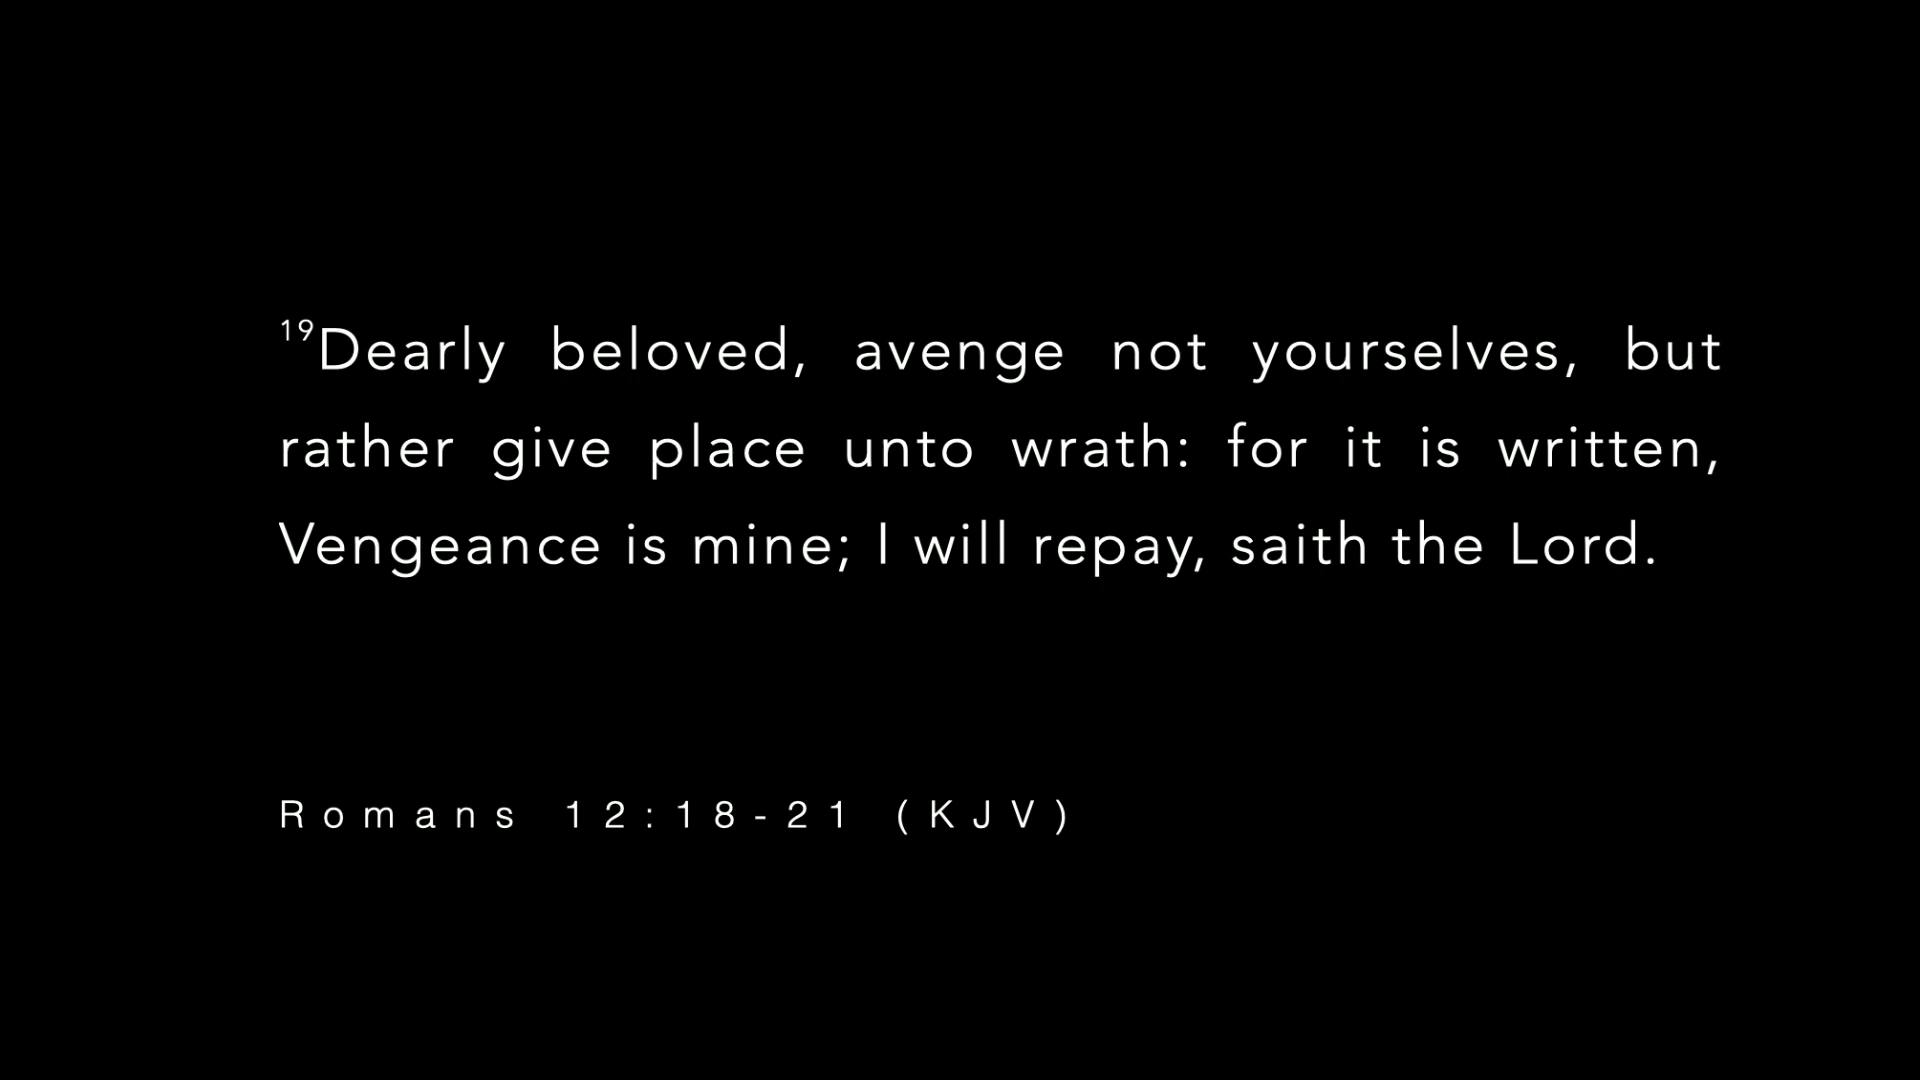 19Dearly beloved, avenge not yourselves, but
rather give place unto wrath: for it is written,
Vengeance is mine; I will repay, saith the Lord.
Romans 12:18-21 (KJV)